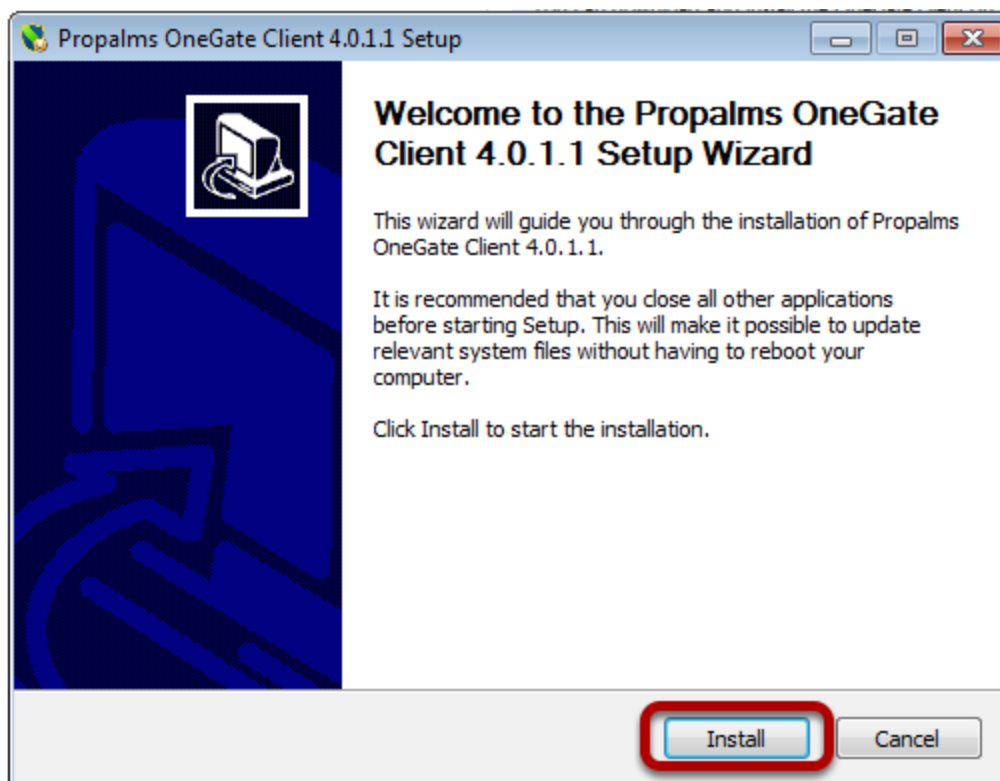 Propalms OneGate Client 4.0.1.1 Setup
Welcome to the Propalms OneGate
Client 4.0.1.1 Setup Wizard
This wizard will guide you through the installation of Propalms
OneGate Client 4.0.1.1.
It is recommended that you close all other applications
before starting Setup. This will make it possible to update
relevant system files without having to reboot your
computer.
Click Install to start the installation.
Install
Cancel